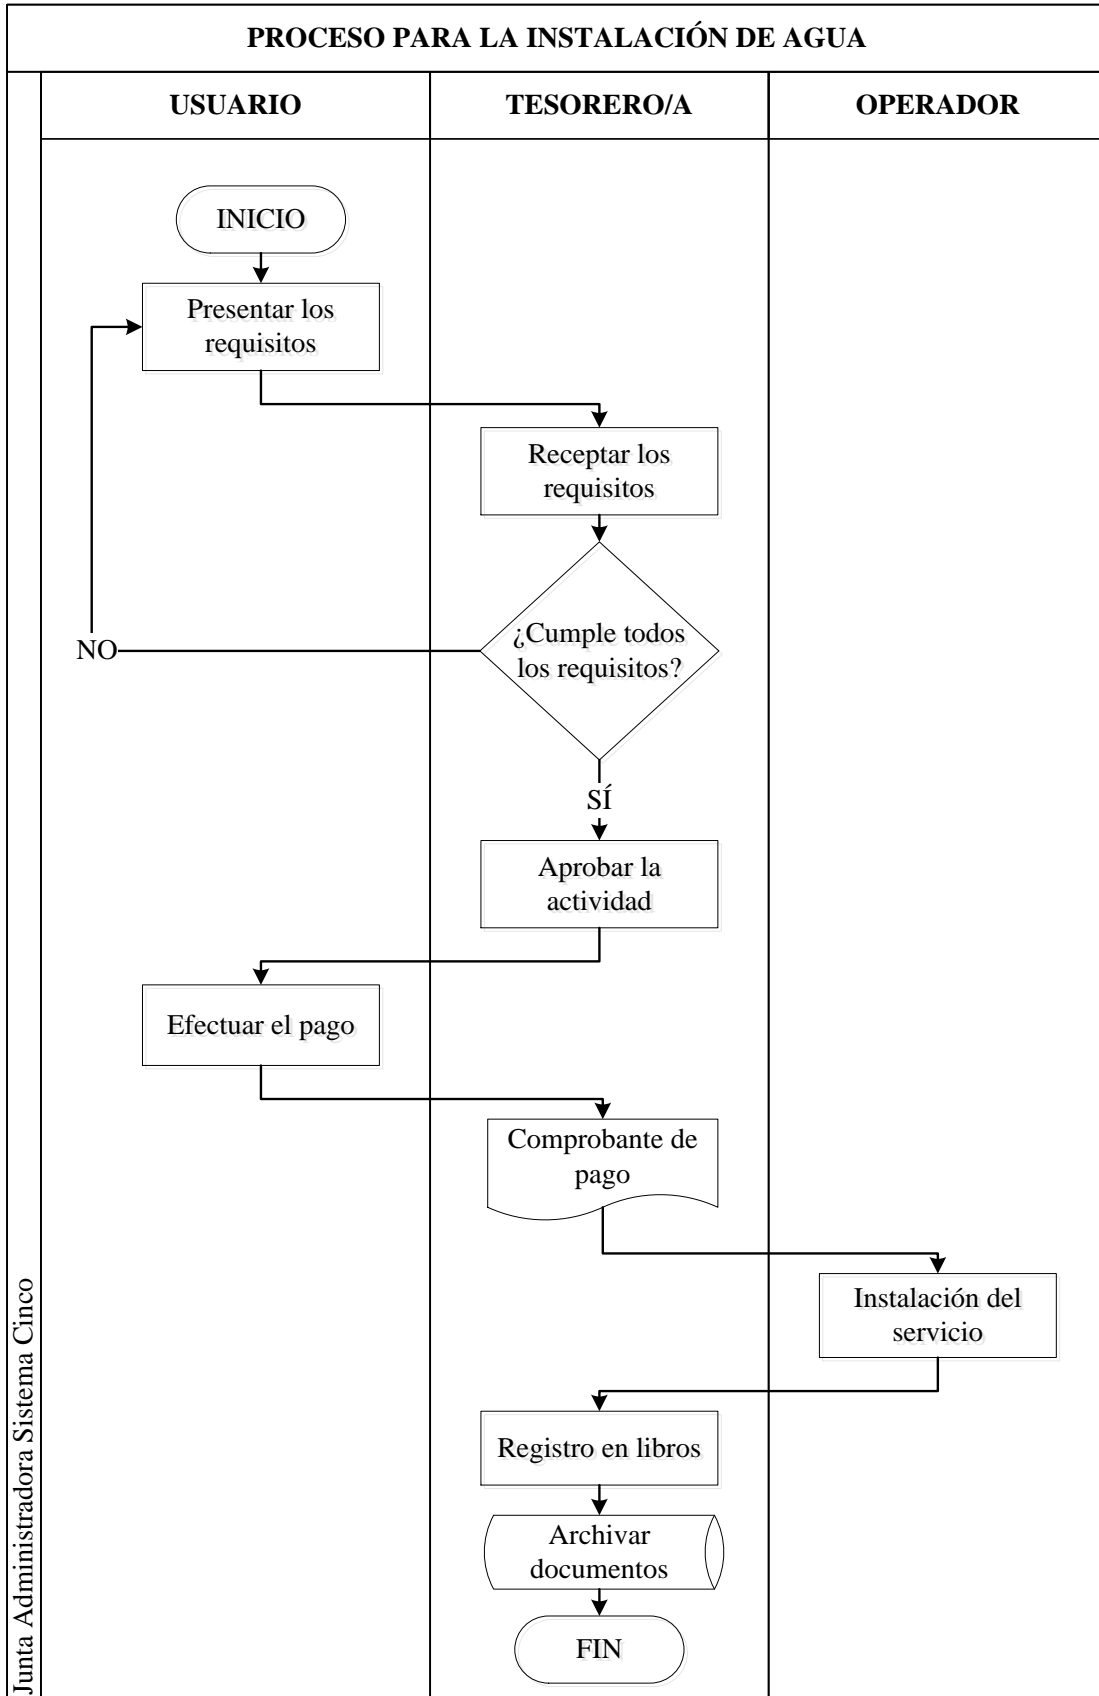 PROCESO PARA LA INSTALACIÓN DE AGUA
USUARIO
TESORERO/A
OPERADOR
INICIO
Presentar los
requisitos
Receptar los
requisitos
¿Cumple todos
los requisitos?
NO
SÍ
Aprobar la
actividad
Efectuar el pago
Comprobante de
pago
Instalación del
servicio
Registro en libros
Archivar
documentos
FIN
Junta Administradora Sistema Cinco